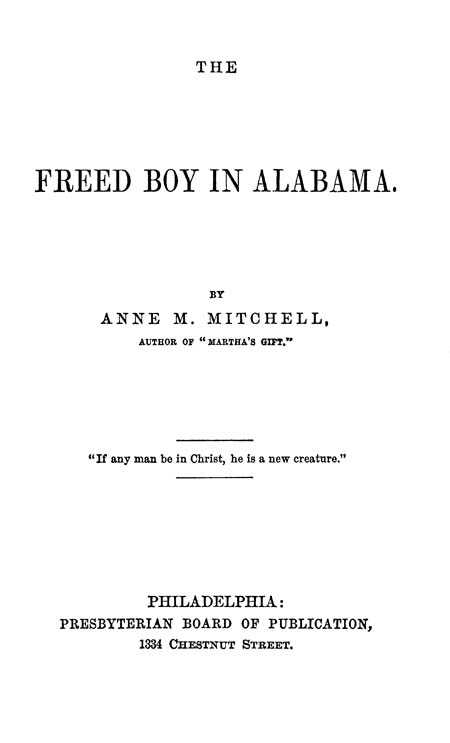 THE
FREED BOY IN ALABAMA.
BY
ANNE M. MITCHELL,
AUTHOR OF "MARTHA'S GIFT."
"If any man be in Christ, he is a new creature."
PHILADELPHIA:
PRESBYTERIAN BOARD OF PUBLICATION,
1334 CHESTNUT STREET.